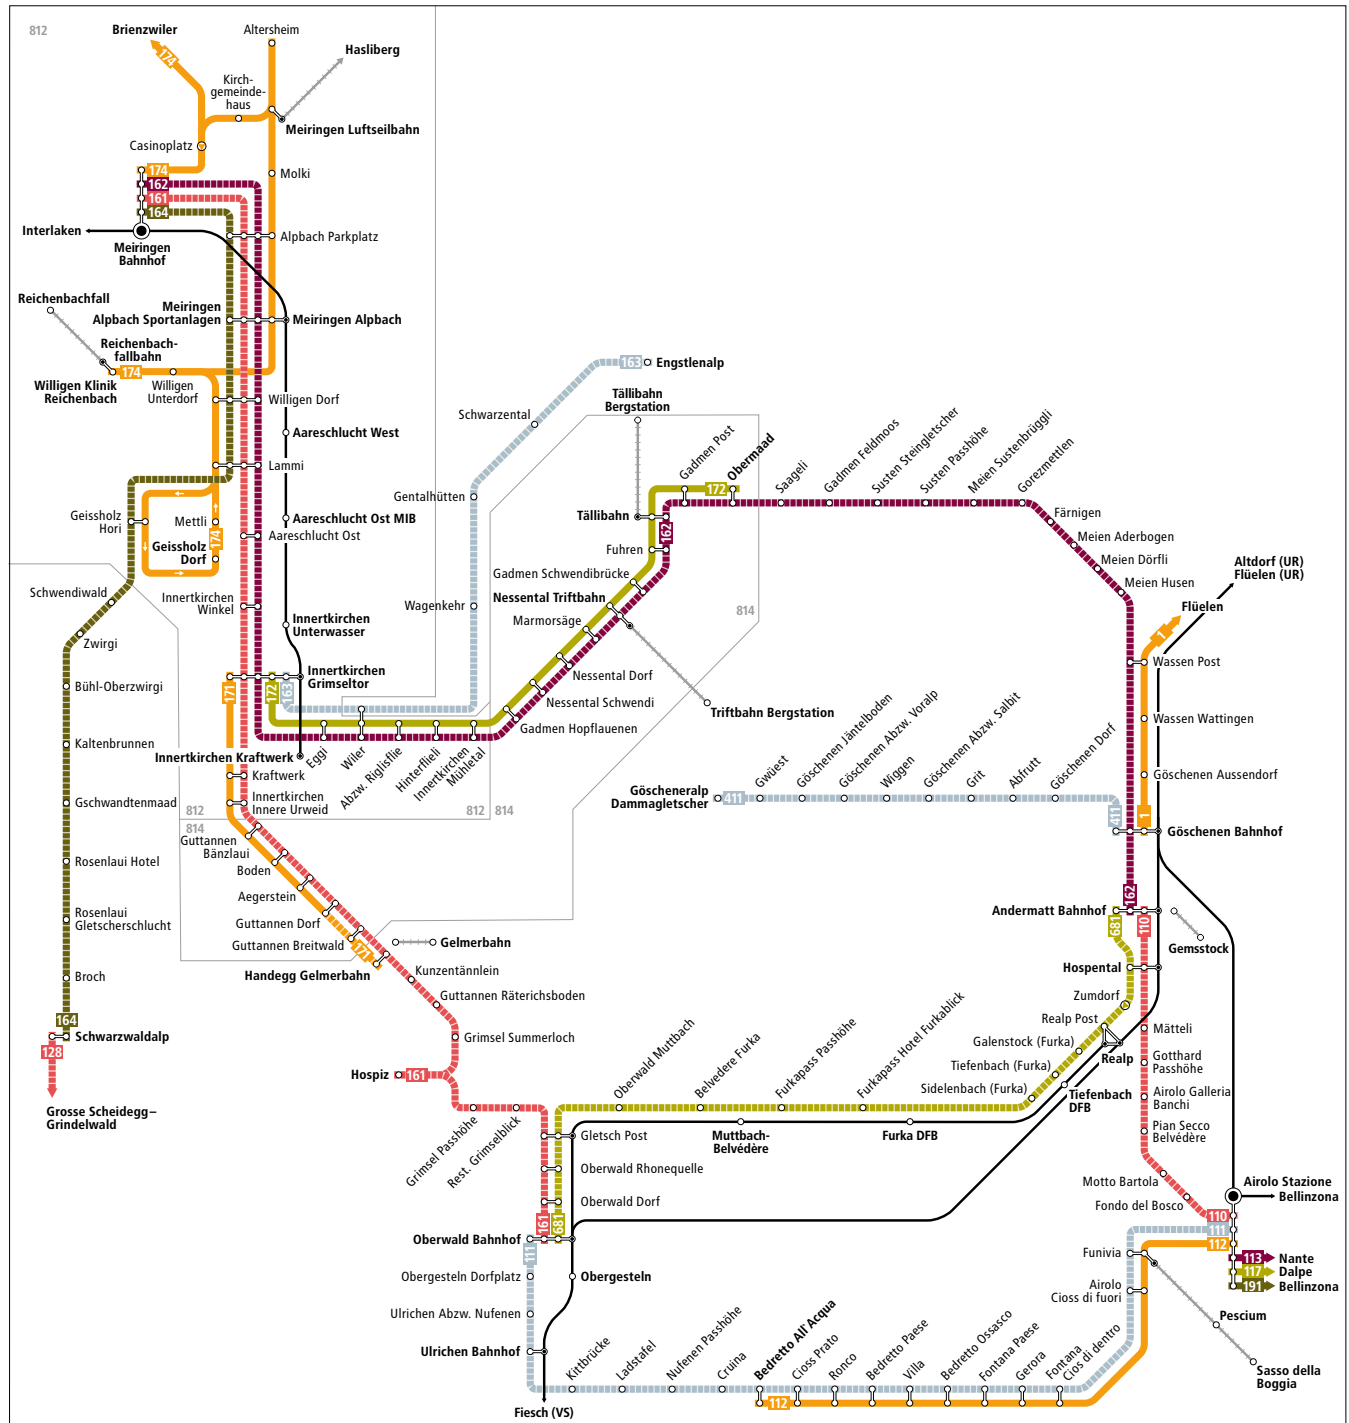 812
Brienzwiler
Altersheim
Hasliberg
174
Kirch-
gemeinde-
haus
Meiringen Luftseilbahn
Casinoplatz
174
Molki
162
161
164
Interlaken
Meiringen
Bahnhof
Alpbach Parkplatz
Reichenbachfall
Meiringen
Alpbach Sportanlagen
Meiringen Alpbach
Reichenbach-
fallbahn
174
Willigen Klinik
Reichenbach
Willigen
Unterdorf
Willigen Dorf
163
Engstlenalp
Schwarzental
Tällibahn
Bergstation
Aareschlucht West
Lammi
Gentalhütten
Gadmen Post
Obermaad
172
Saageli
Gadmen Feldmoos
Susten Steingletscher
Susten Passhöhe
Meien Sustenbrüggli
Gorezmettlen
Geissholz
Hori
Mettli
Geissholz
Dorf
174
Aareschlucht Ost MIB
Aareschlucht Ost
Tällibahn
162
Fuhren
Färnigen
Meien Aderbogen
Meien Dörfli
Meien Husen
Altdorf (UR)
Flüelen (UR)
Gadmen Schwendibrücke
Schwendiwald
Innertkirchen
Winkel
Wagenkehr
Nessental Triftbahn
814
Flüelen
1
Zwirgi
Innertkirchen
Unterwasser
Marmorsäge
Wassen Post
Bühl-Oberzwirgi
Innertkirchen
Grimseltor
171
172
163
Nessental Dorf
Nessental Schwendi
Triftbahn Bergstation
Gadmen Hopflauenen
Wassen Wattingen
Kaltenbrunnen
Innertkirchen Kraftwerk
Eggi
Wiler
Abzw. Riglisflie
Hinterflieli
Innertkirchen
Mühletal
Kraftwerk
Göschenen Aussendorf
Gwüest
Göschenen Jäntelboden
Göschenen Abzw. Voralp
Wiggen
Göschenen Abzw. Salbit
Grit
Abfrutt
Göschenen Dorf
Göscheneralp
Dammagletscher
411
411
1
Gschwandtenmaad
Innertkirchen
Innere Urweid
812
814
812
814
Göschenen Bahnhof
Guttannen
Bänzlaui
Rosenlaui Hotel
Boden
Aegerstein
162
Rosenlaui
Gletscherschlucht
Guttannen Dorf
Andermatt Bahnhof
681
110
Guttannen Breitwald
171
Gelmerbahn
Gemsstock
Handegg Gelmerbahn
Kunzentännlein
Hospental
Broch
Guttannen Räterichsboden
Zumdorf
164
Schwarzwaldalp
128
Grimsel Summerloch
Realp Post
Galenstock (Furka)
Mätteli
Realp
Gotthard
Passhöhe
Hospiz
161
Oberwald Muttbach
Belvedere Furka
Furkapass Passhöhe
Furkapass Hotel Furkablick
Tiefenbach (Furka)
Sidelenbach (Furka)
Tiefenbach
DFB
Airolo Galleria
Banchi
Grosse Scheidegg–
Grindelwald
Grimsel Passhöhe
Rest. Grimselblick
Gletsch Post
Muttbach-
Belvédère
Furka DFB
Pian Secco
Belvédère
Oberwald Rhonequelle
Motto Bartola
Fondo del Bosco
Airolo Stazione
Bellinzona
Oberwald Dorf
161
681
110
111
112
Oberwald Bahnhof
111
Funivia
113
Nante
117
Dalpe
191
Bellinzona
Obergesteln Dorfplatz
Obergesteln
Airolo
Cioss di fuori
Ulrichen Abzw. Nufenen
Pescium
Ulrichen Bahnhof
Kittbrücke
Ladstafel
Nufenen Passhöhe
Cruina
Bedretto All'Acqua
Cioss Prato
Ronco
Bedretto Paese
Villa
Bedretto Ossasco
Fontana Paese
Gerora
Fontana
Cios di dentro
Sasso della
Boggia
112
Fiesch (VS)